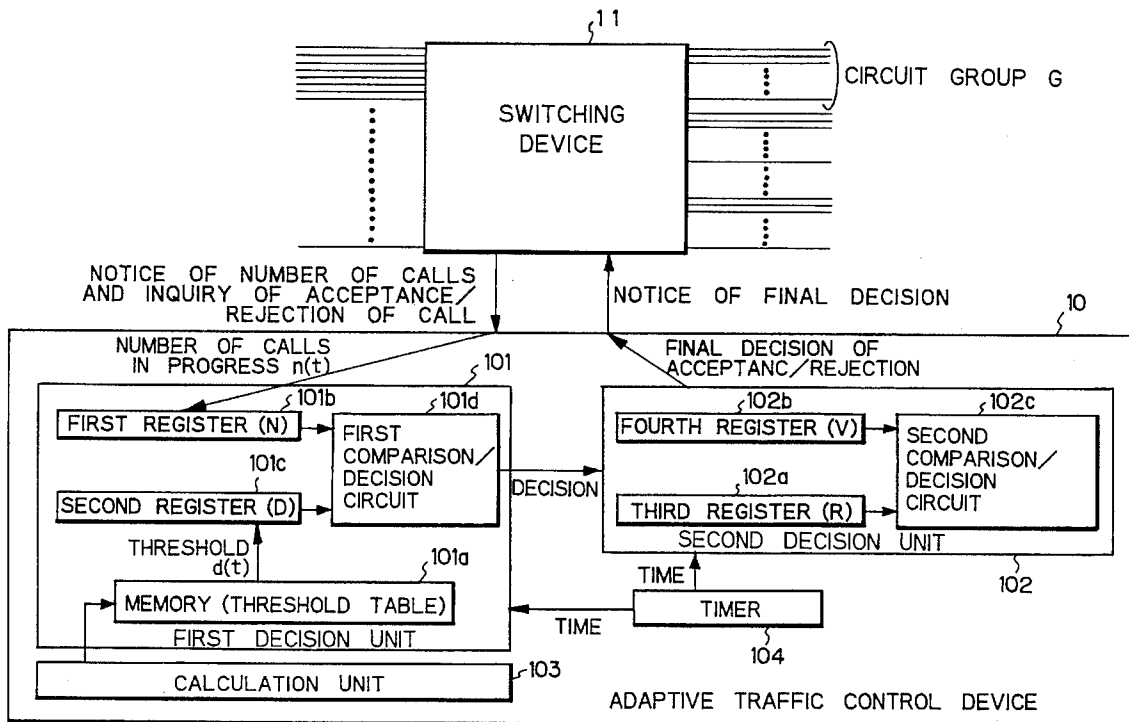 11
SWITCHING
DEVICE
CIRCUIT GROUP G
NOTICE OF NUMBER OF CALLS
AND INQUIRY OF ACCEPTANCE/
REJECTION OF CALL
NOTICE OF FINAL DECISION
10
NUMBER OF CALLS
IN PROGRESS n(t)
FINAL DECISION OF
ACCEPTANC/REJECTION
101
101b
101d
FIRST REGISTER (N)
FIRST
COMPARISON/
DECISION
CIRCUIT
101c
SECOND REGISTER (D)
THRESHOLD
d(t)
101a
MEMORY (THRESHOLD TABLE)
FIRST DECISION UNIT
DECISION
102b
102c
FOURTH REGISTER (V)
SECOND
COMPARISON/
DECISION
CIRCUIT
102a
THIRD REGISTER (R)
SECOND DECISION UNIT
102
TIME
TIMER
TIME
104
103
CALCULATION UNIT
ADAPTIVE TRAFFIC CONTROL DEVICE